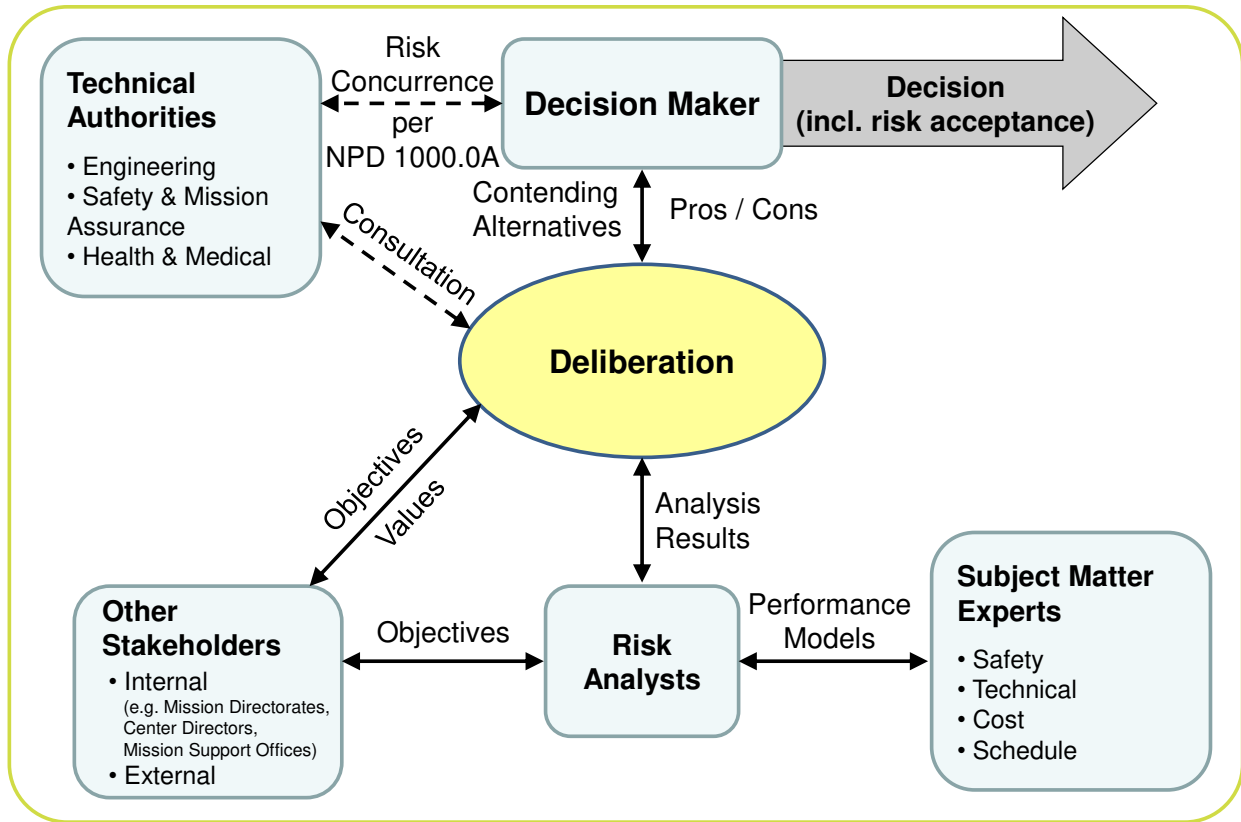 Technical
Authorities
• Engineering
• Safety & Mission
Assurance
• Health & Medical
Risk
Concurrence
per
NPD 1000.0A
Decision Maker
Decision
(incl. risk acceptance)
Contending
Alternatives
Pros / Cons
Consultation
Deliberation
Objectives
Values
Analysis
Results
Other
Stakeholders
• Internal
(e.g. Mission Directorates,
Center Directors,
Mission Support Offices)
• External
Objectives
Risk
Analysts
Performance
Models
Subject Matter
Experts
• Safety
• Technical
• Cost
• Schedule